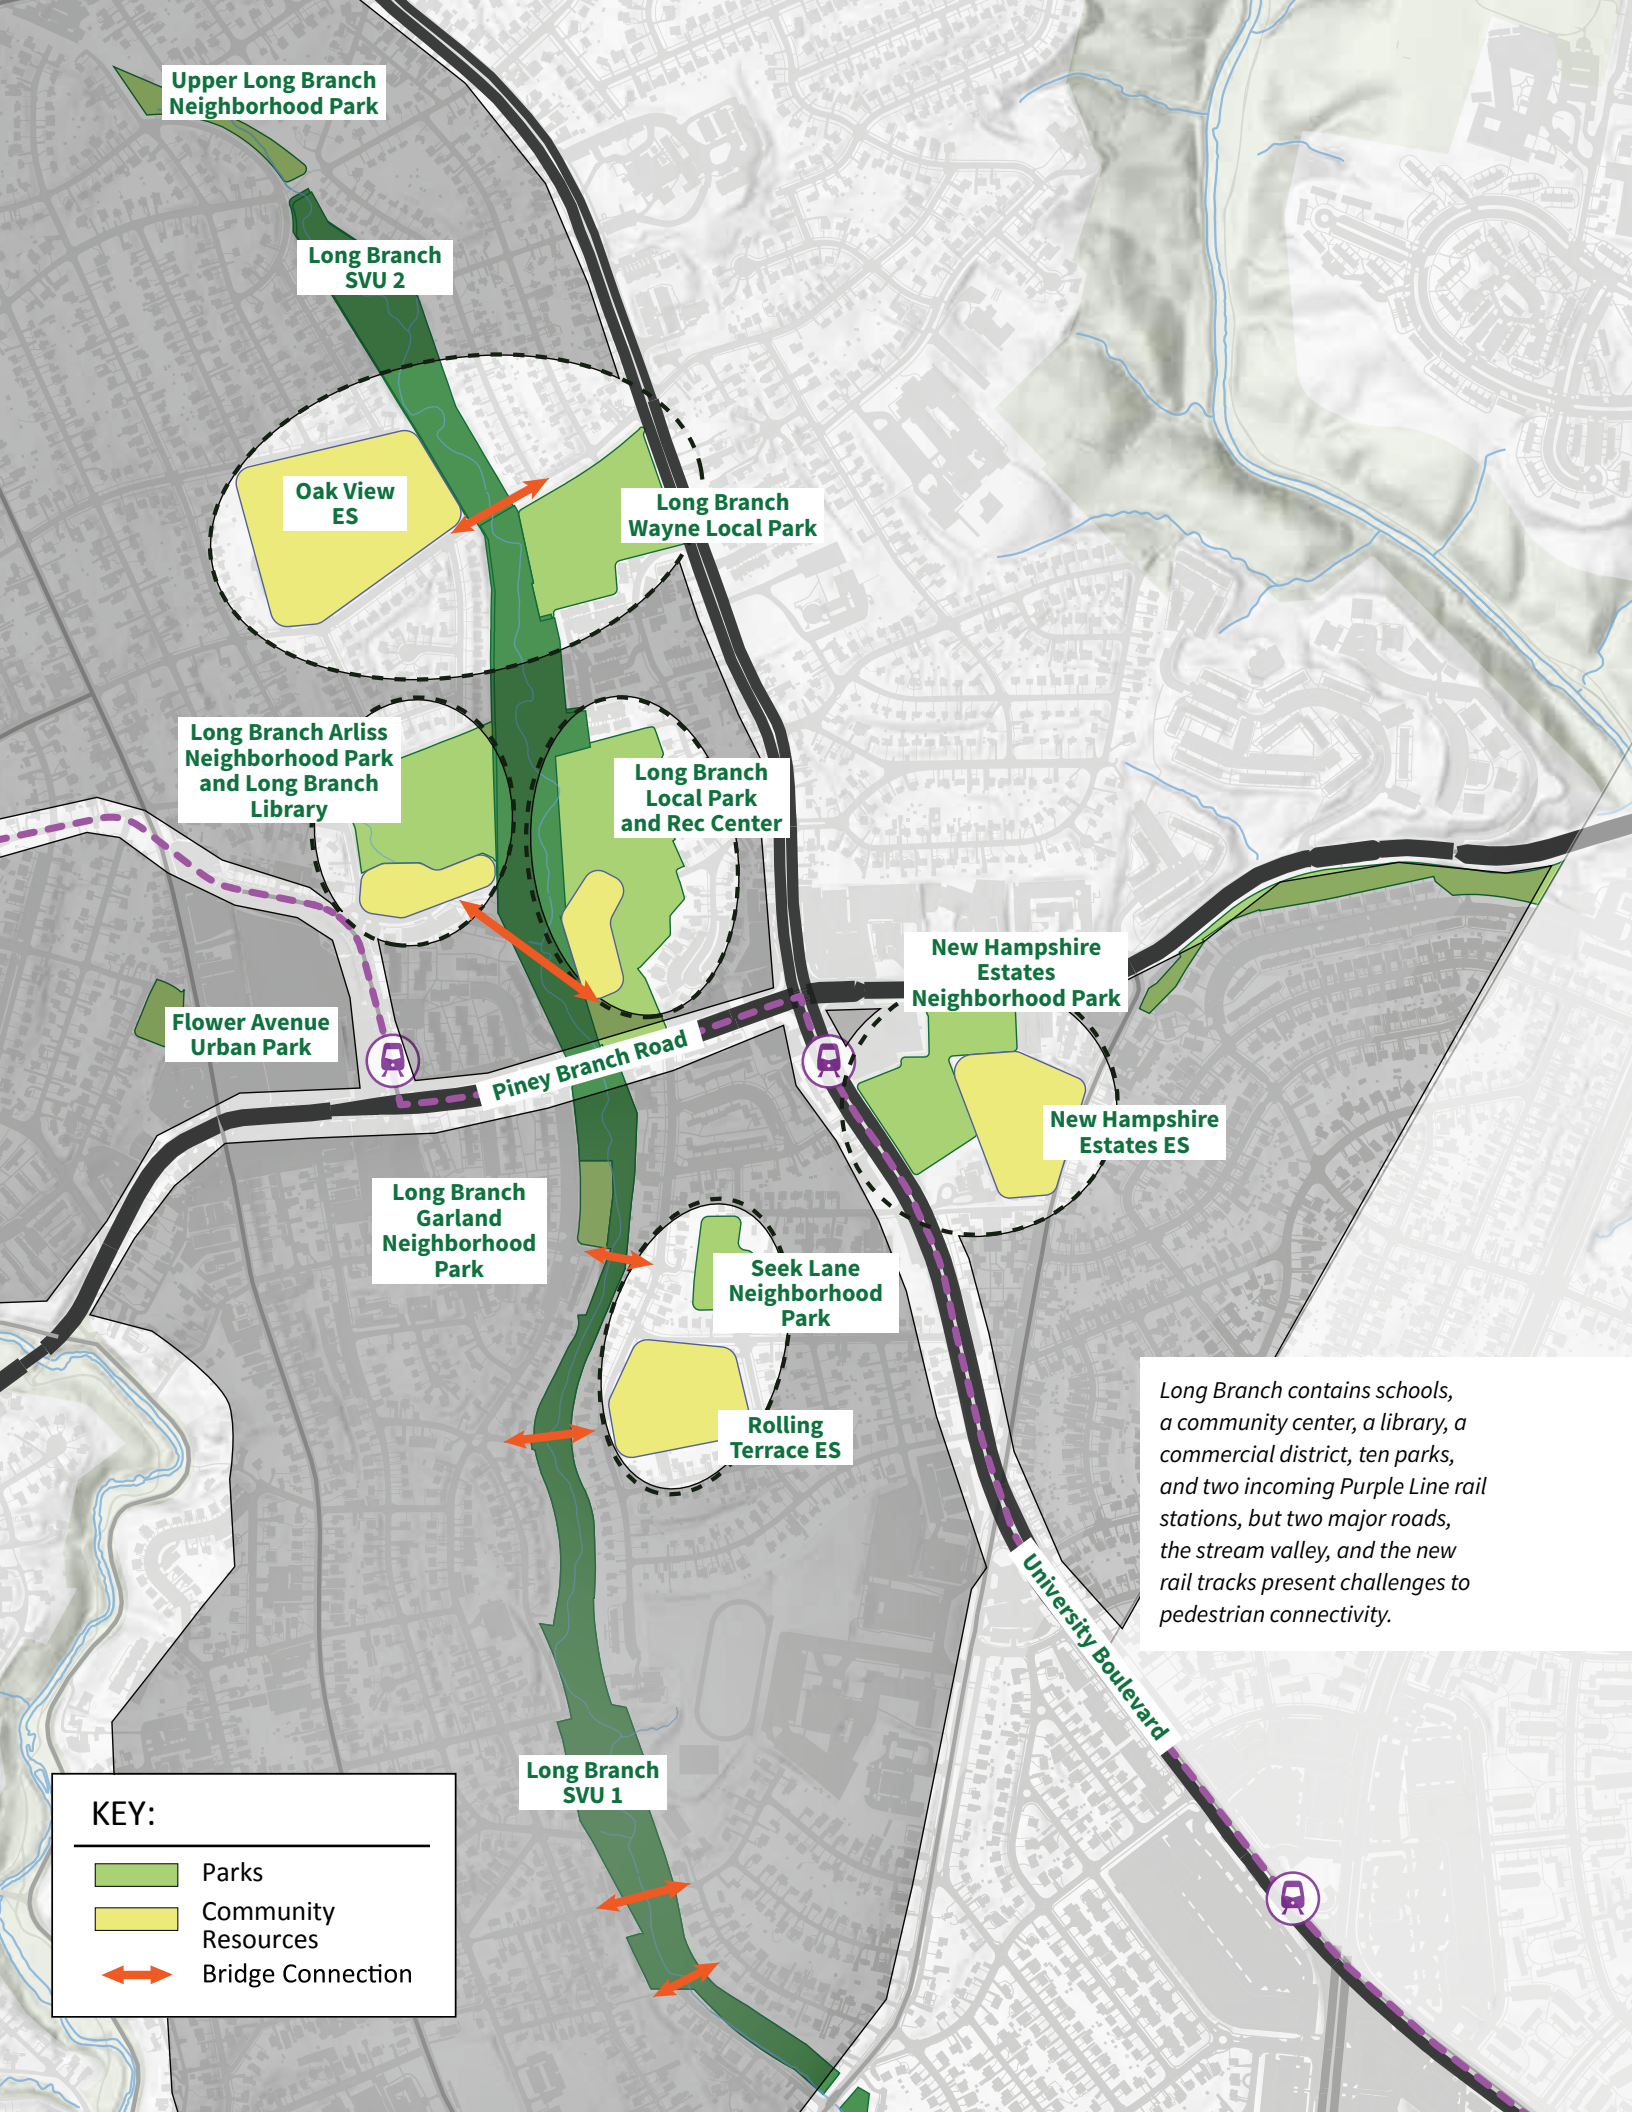 Upper Long Branch
Neighborhood Park
Long Branch
SVU 2
Oak View
ES
Long Branch
Wayne Local Park
Long Branch Arliss
Neighborhood Park
and Long Branch
Library
Long Branch
Local Park
and Rec Center
New Hampshire
Estates
Neighborhood Park
Flower Avenue
Urban Park
Piney Branch Road
New Hampshire
Estates ES
Long Branch
Garland
Neighborhood
Park
Seek Lane
Neighborhood
Park
Rolling
Terrace ES
Long Branch contains schools,
a community center, a library, a
commercial district, ten parks,
and two incoming Purple Line rail
stations, but two major roads,
the stream valley, and the new
rail tracks present challenges to
pedestrian connectivity.
University Boulevard
Long Branch
SVU 1
KEY:
Parks
Community
Resources
Bridge Connection